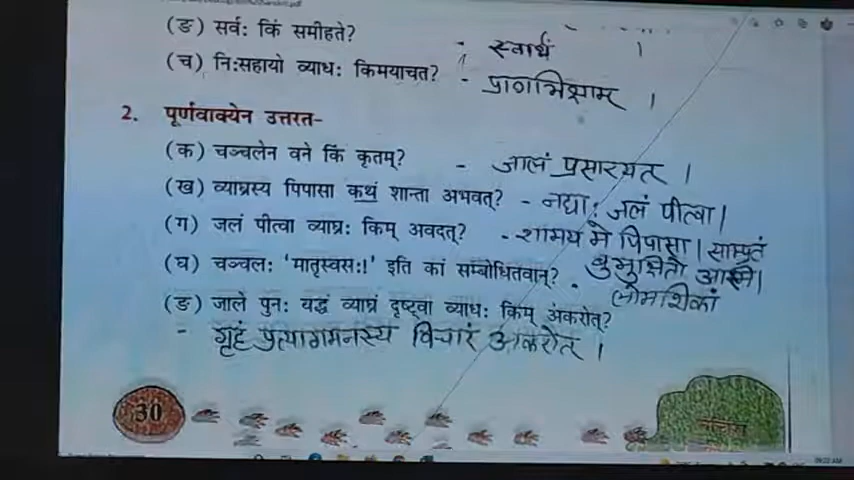 (ङ) सर्वः किं समीहते? - स्वार्थं ।
(च) निःसहायो व्याधः किमयाचत? - प्राणभिक्षाम् ।
2. पूर्णवाक्येन उत्तरत-
(क) चञ्चलेन वने किं कृतम्? - जालं प्रसारयत् ।
(ख) व्याघ्रस्य पिपासा कथं शान्ता अभवत्? - नद्याः जलं पीत्वा।
(ग) जलं पीत्वा व्याघ्रः किम् अवदत्? - शामय मे पिपासा। साम्प्रतं
बुभुक्षितो अस्मि।
(घ) चञ्चलः 'मातृस्वसः!' इति कां सम्बोधितवान्? - लोमशिकां
(ङ) जाले पुनः बद्धं व्याघ्रं दृष्ट्वा व्याधः किम् अकरोत्?
- गृहं प्रत्यागमनस्य विचारं अकरोत् ।
30